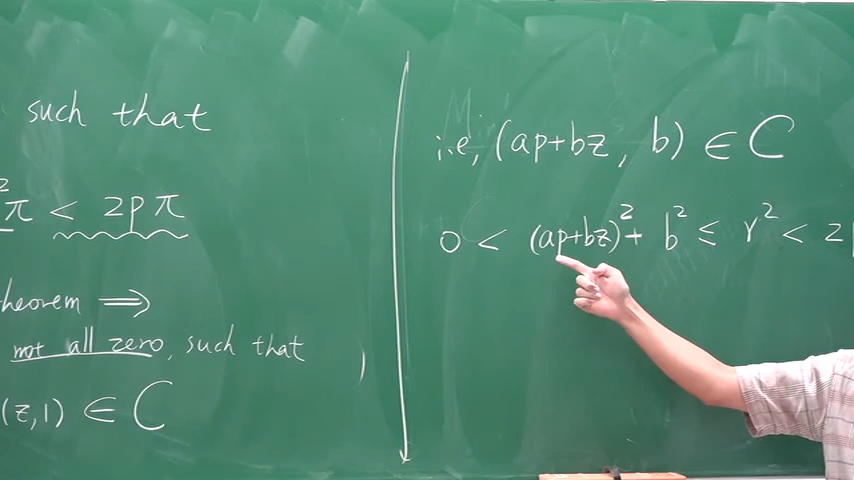 such that
²π < 2pπ
heorem ⟹
not all zero, such that
(z,1) ∈ C
i.e, (ap+bz, b) ∈ C
0 < (ap+bz)² + b² ≤ r² < 2